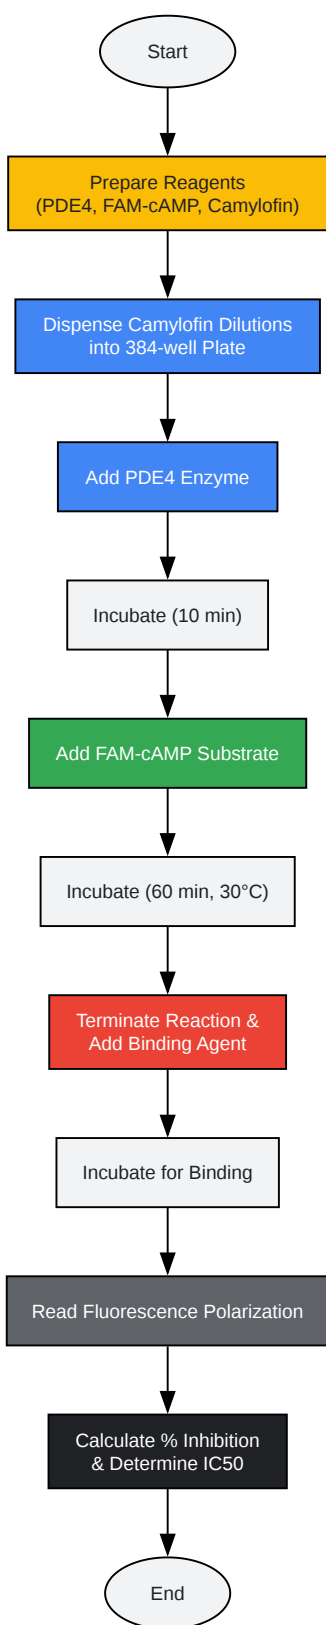 Start
Prepare Reagents
(PDE4, FAM-cAMP, Camylofin)
Dispense Camylofin Dilutions
into 384-well Plate
Add PDE4 Enzyme
Incubate (10 min)
Add FAM-cAMP Substrate
Incubate (60 min, 30°C)
Terminate Reaction &
Add Binding Agent
Incubate for Binding
Read Fluorescence Polarization
Calculate % Inhibition
& Determine IC50
End